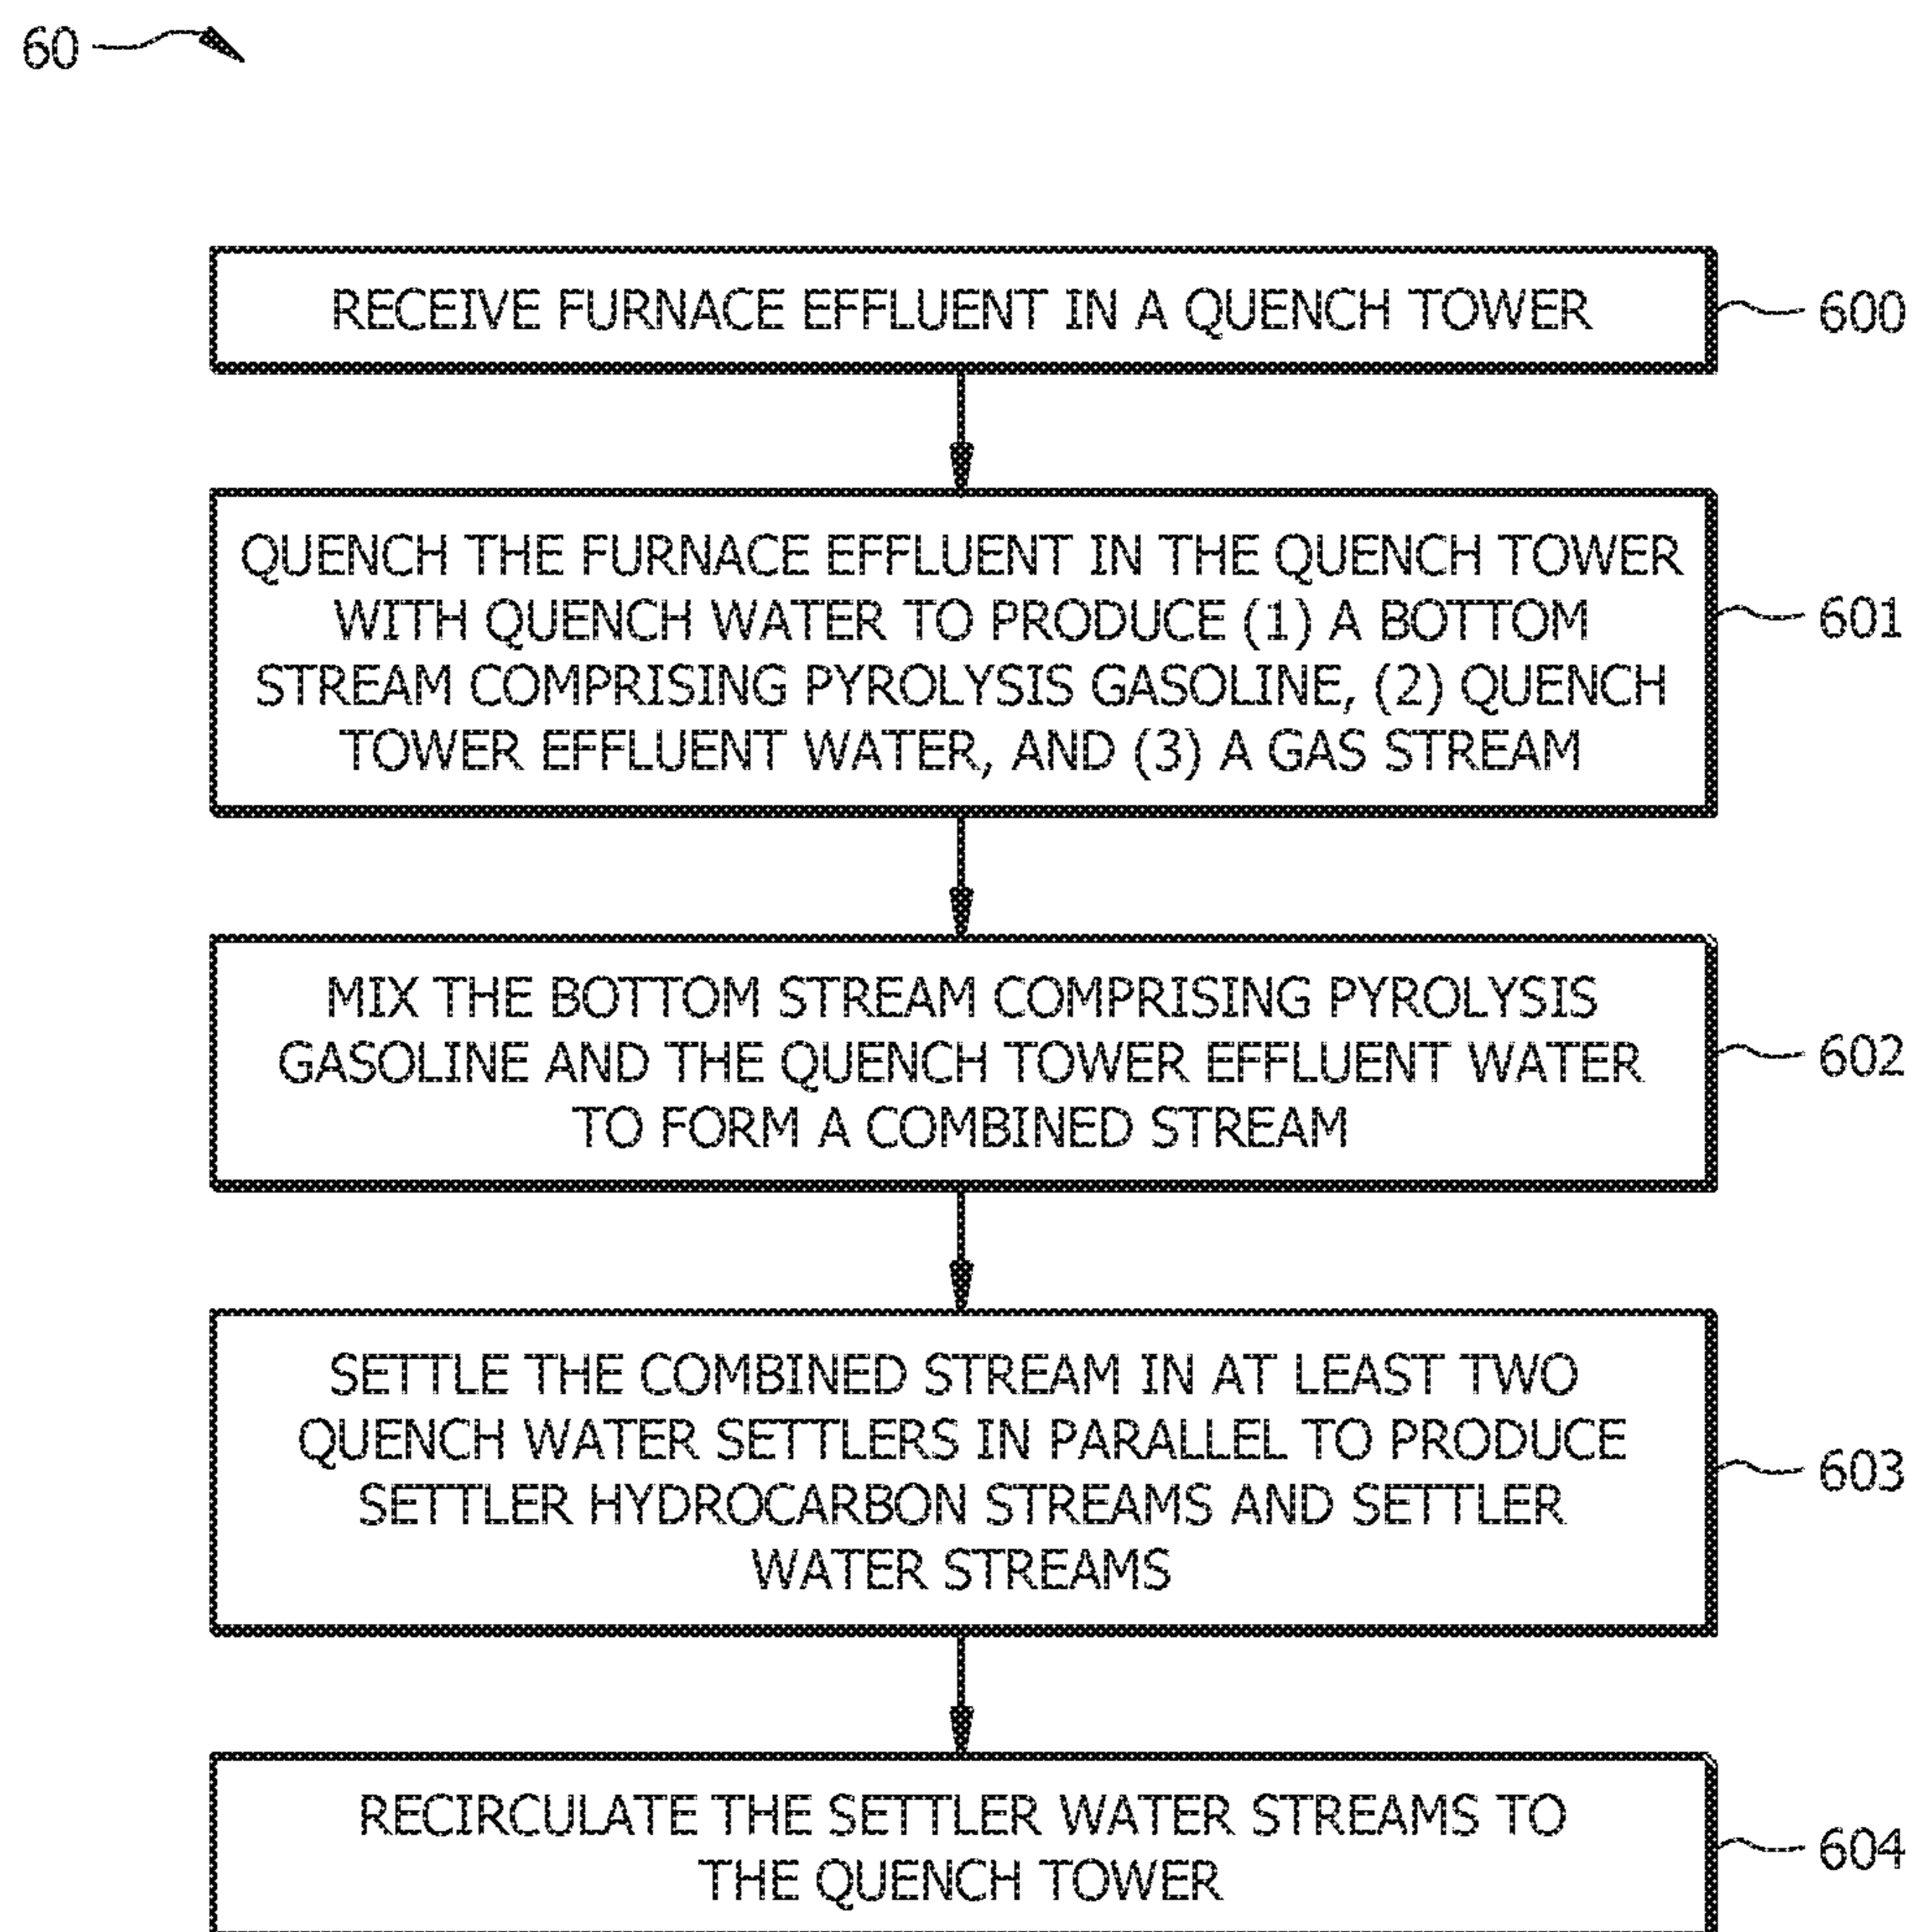 60
RECEIVE FURNACE EFFLUENT IN A QUENCH TOWER
600
QUENCH THE FURNACE EFFLUENT IN THE QUENCH TOWER
WITH QUENCH WATER TO PRODUCE (1) A BOTTOM
STREAM COMPRISING PYROLYSIS GASOLINE, (2) QUENCH
TOWER EFFLUENT WATER, AND (3) A GAS STREAM
601
MIX THE BOTTOM STREAM COMPRISING PYROLYSIS
GASOLINE AND THE QUENCH TOWER EFFLUENT WATER
TO FORM A COMBINED STREAM
602
SETTLE THE COMBINED STREAM IN AT LEAST TWO
QUENCH WATER SETTLERS IN PARALLEL TO PRODUCE
SETTLER HYDROCARBON STREAMS AND SETTLER
WATER STREAMS
603
RECIRCULATE THE SETTLER WATER STREAMS TO
THE QUENCH TOWER
604